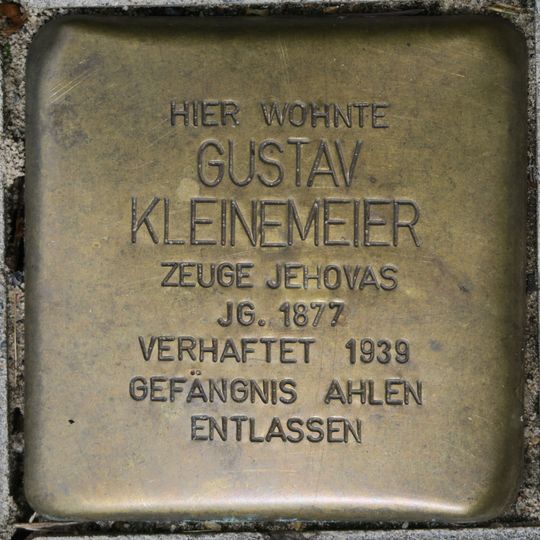 HIER WOHNTE
GUSTAV
KLEINEMEIER
ZEUGE JEHOVAS
JG. 1877
VERHAFTET 1939
GEFÄNGNIS AHLEN
ENTLASSEN